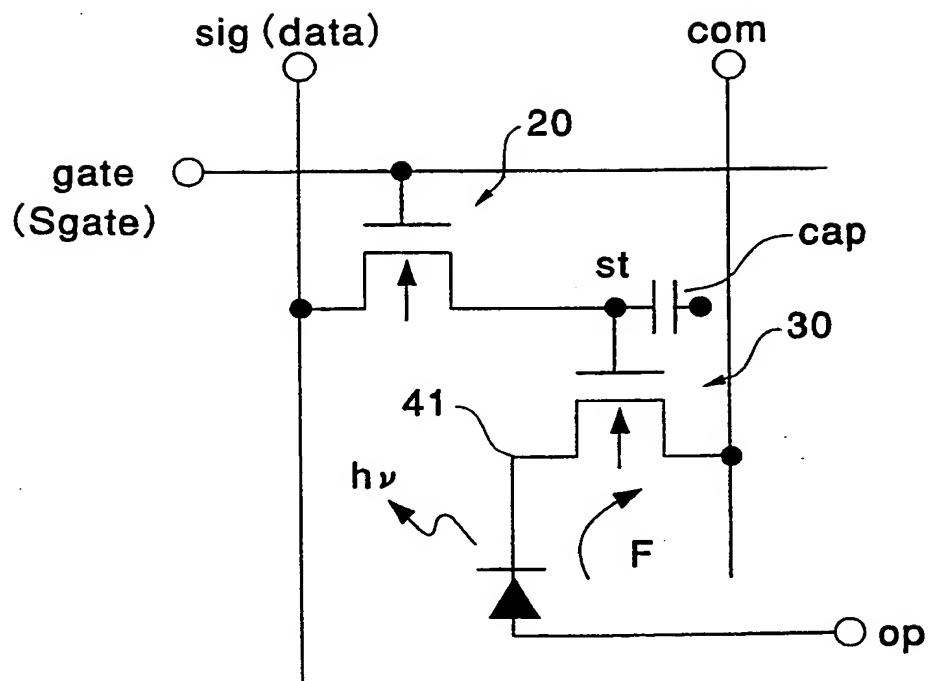 sig (data)
com
20
gate
(Sgate)
cap
st
30
41
hν
F
op